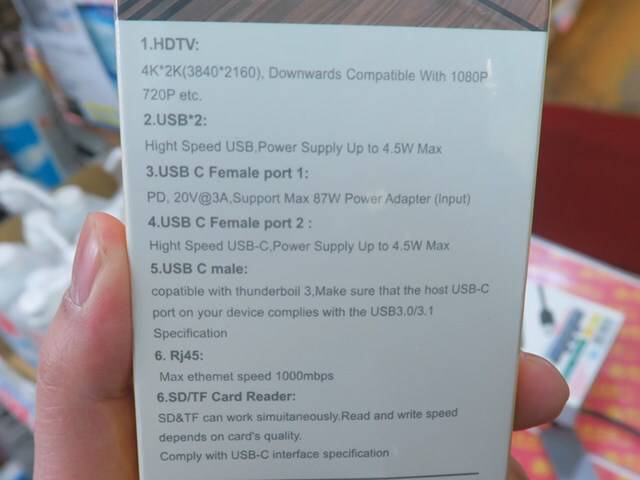 1.HDTV:
4K*2K(3840*2160), Downwards Compatible With 1080P
720P etc.
2.USB*2:
Hight Speed USB,Power Supply Up to 4.5W Max
3.USB C Female port 1:
PD, 20V@3A,Support Max 87W Power Adapter (Input)
4.USB C Female port 2 :
Hight Speed USB-C,Power Supply Up to 4.5W Max
5.USB C male:
copatible with thunderboil 3,Make sure that the host USB-C
port on your device complies with the USB3.0/3.1
Specification
6. Rj45:
Max ethemet speed 1000mbps
6.SD/TF Card Reader:
SD&TF can work simuitaneously.Read and write speed
depends on card's quality.
Comply with USB-C interface specification